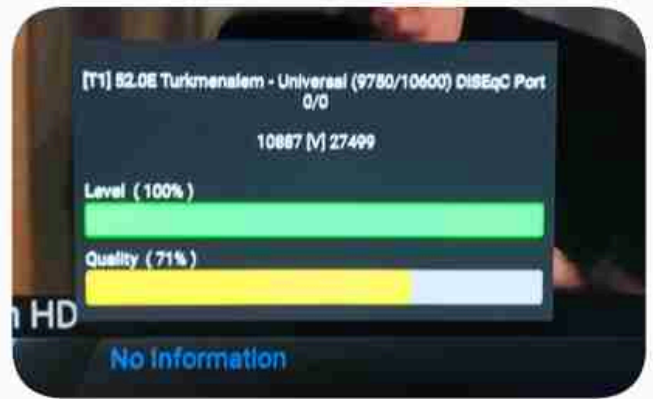 [T1] 52.0E Turkmenalem - Universal (9750/10600) DiSEqC Port
0/0
10887 [V] 27499
Level (100%)
Quality (71%)
HD
No Information